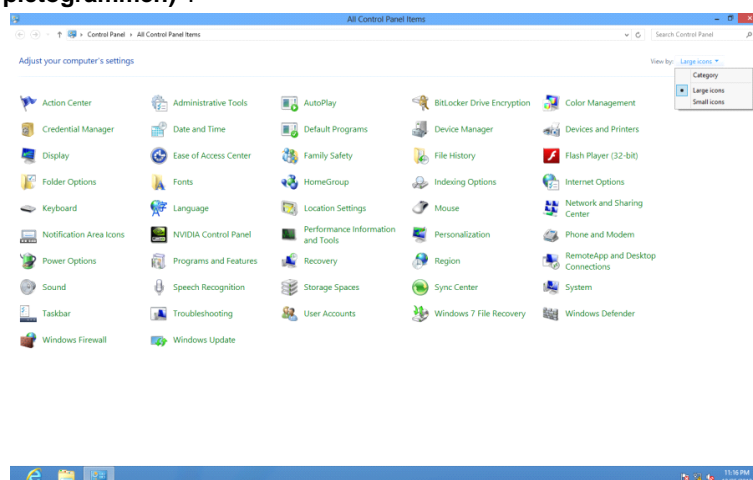 pictogrammen) .
All Control Panel Items
Control Panel All Control Panel Items
Search Control Panel
Adjust your computer's settings
View by: Large icons
Category
Large icons
Small icons
Action Center
Administrative Tools
AutoPlay
BitLocker Drive Encryption
Color Management
Credential Manager
Date and Time
Default Programs
Device Manager
Devices and Printers
Display
Ease of Access Center
Family Safety
File History
Flash Player (32-bit)
Folder Options
Fonts
HomeGroup
Indexing Options
Internet Options
Keyboard
Language
Location Settings
Mouse
Network and Sharing
Center
Notification Area Icons
NVIDIA Control Panel
Performance Information
and Tools
Personalization
Phone and Modem
Power Options
Programs and Features
Recovery
Region
RemoteApp and Desktop
Connections
Sound
Speech Recognition
Storage Spaces
Sync Center
System
Taskbar
Troubleshooting
User Accounts
Windows 7 File Recovery
Windows Defender
Windows Firewall
Windows Update
11:16 PM